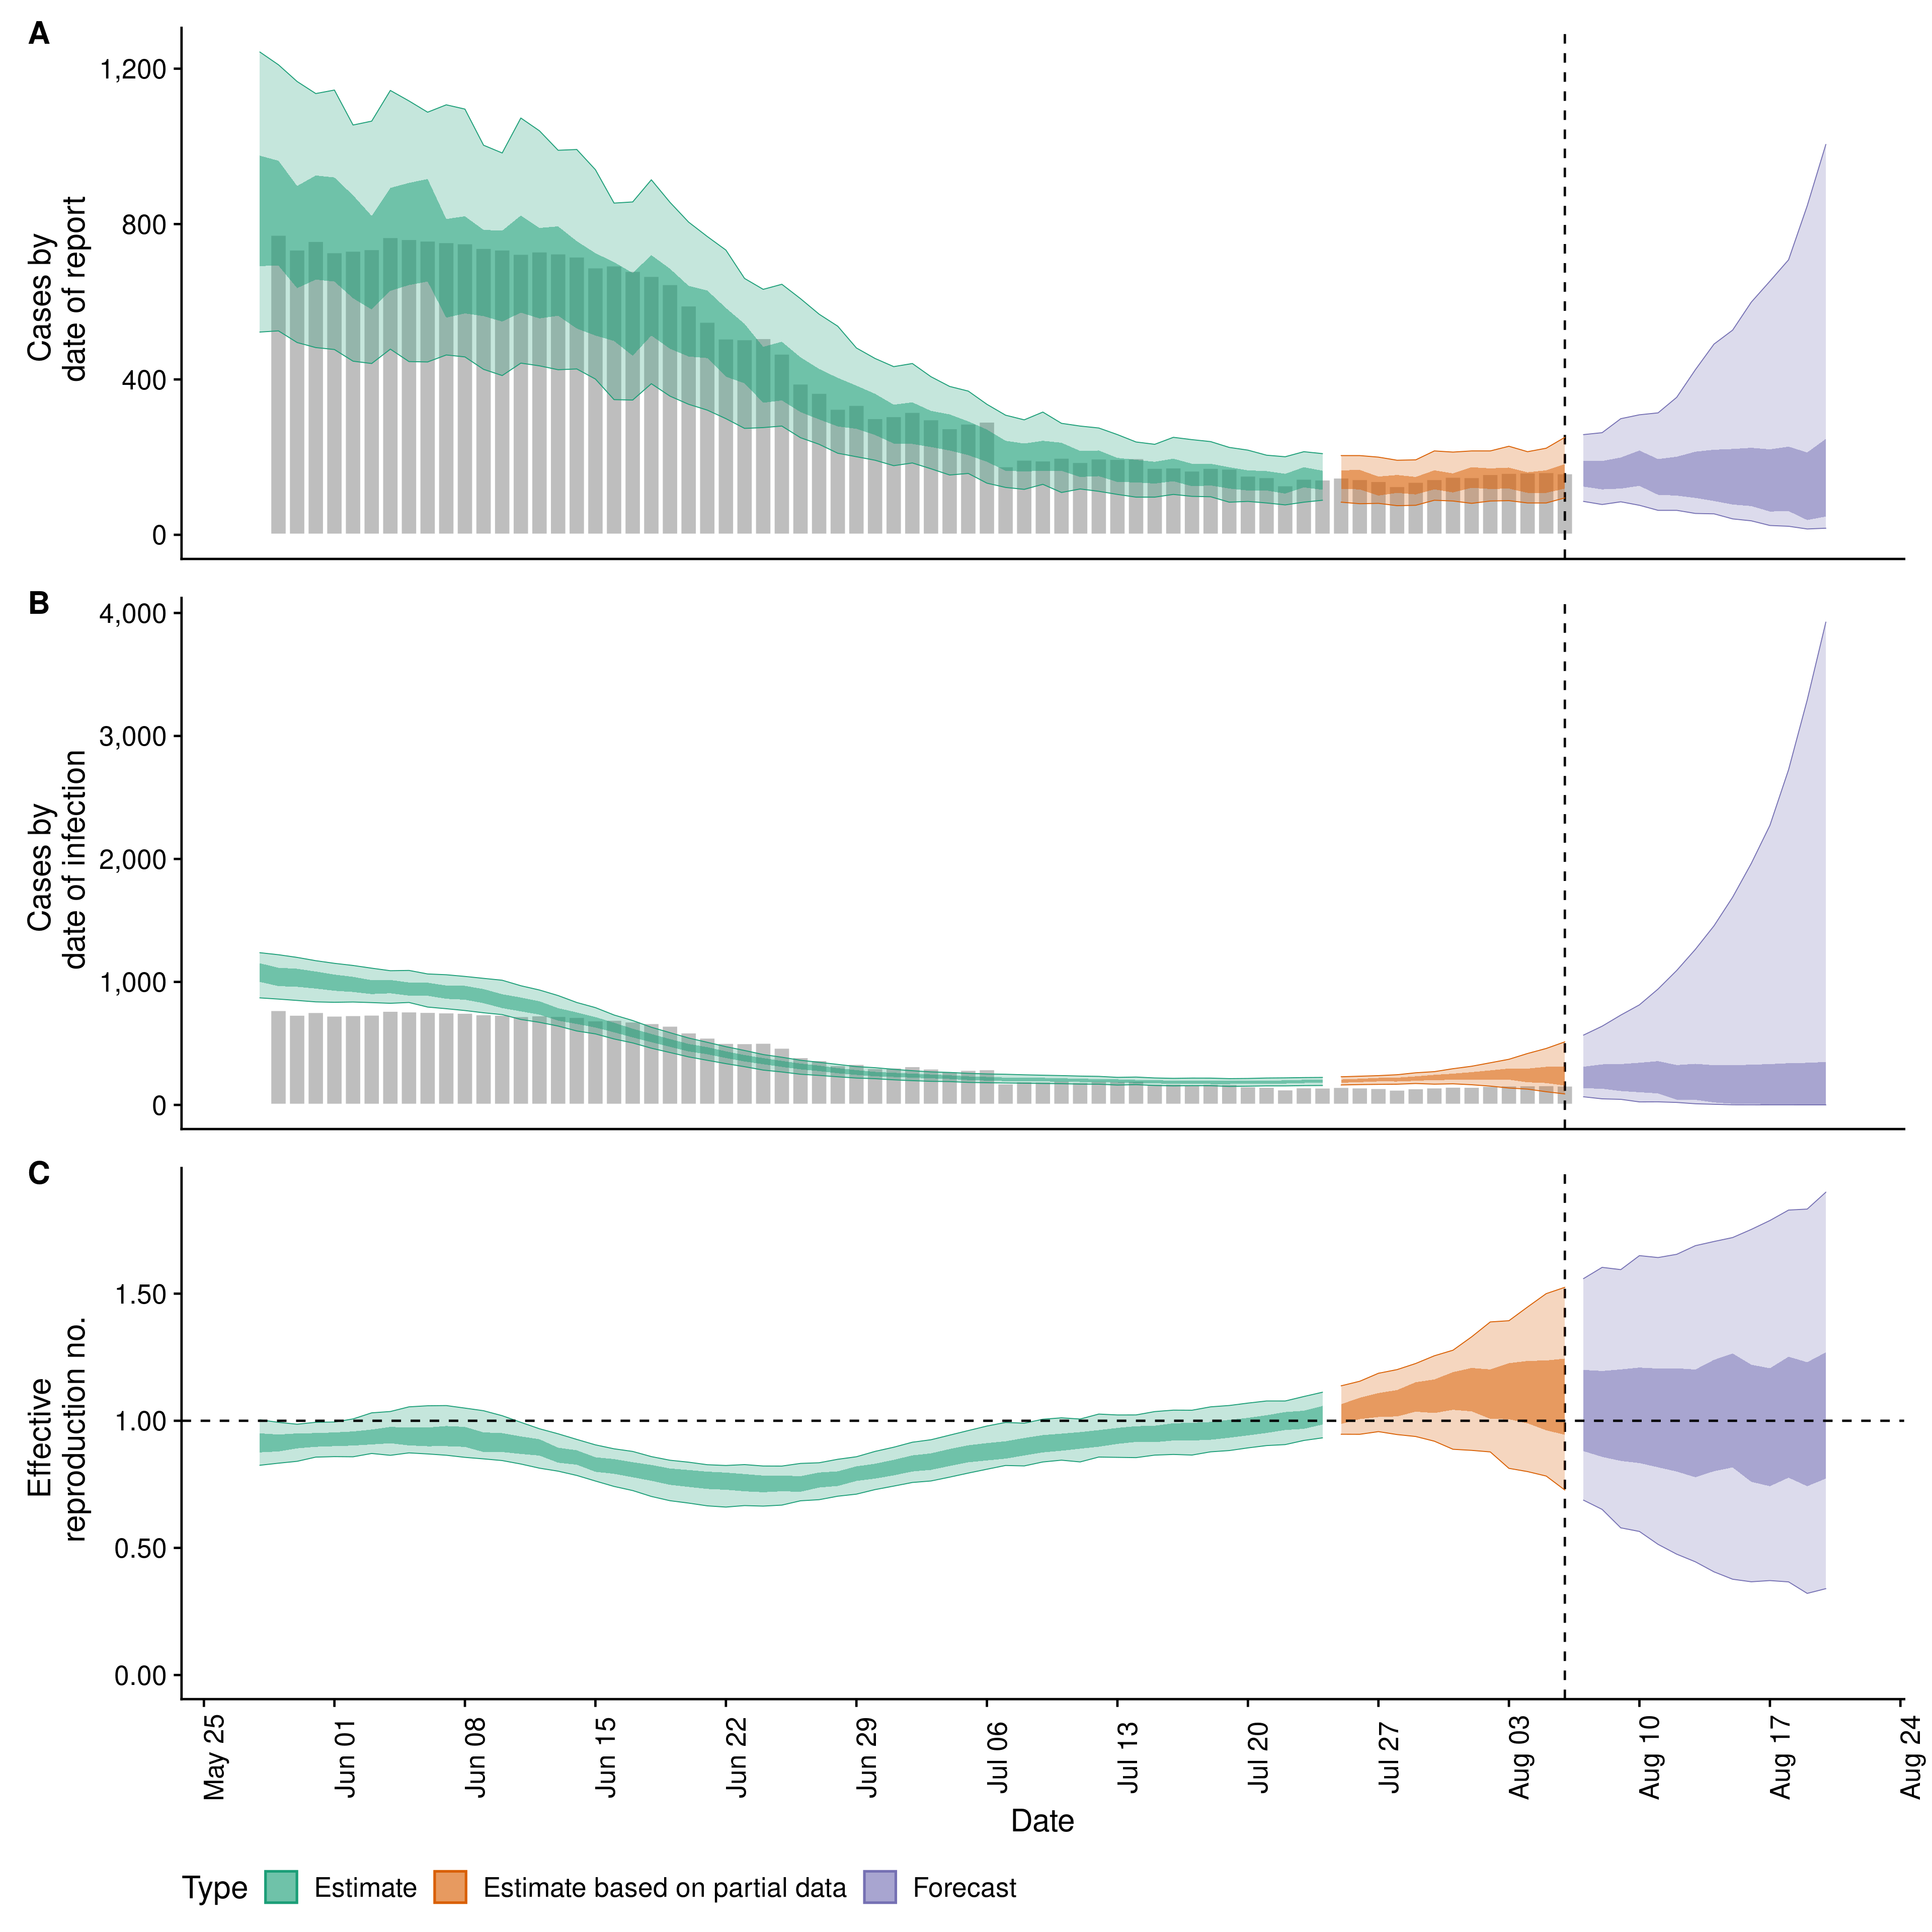 A
Cases by
date of report
1,200
800
400
0
B
Cases by
date of infection
4,000
3,000
2,000
1,000
0
C
Effective
reproduction no.
1.50
1.00
0.50
0.00
May 25
Jun 01
Jun 08
Jun 15
Jun 22
Jun 29
Jul 06
Jul 13
Jul 20
Jul 27
Aug 03
Aug 10
Aug 17
Aug 24
Date
Type Estimate Estimate based on partial data Forecast